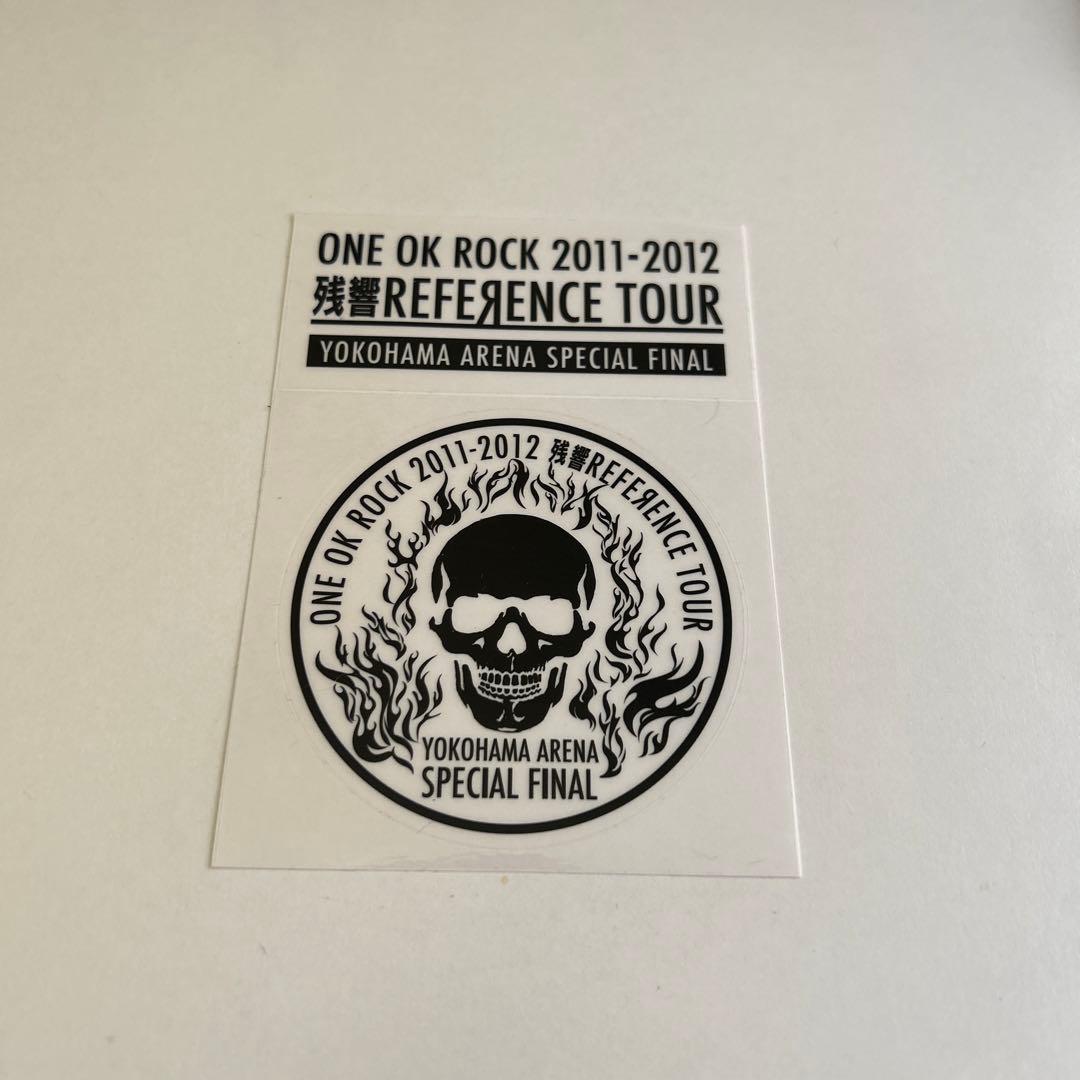 ONE OK ROCK 2011-2012
残響REFEЯENCE TOUR
YOKOHAMA ARENA SPECIAL FINAL
ONE OK ROCK 2011-2012 残響REFEЯENCE TOUR
YOKOHAMA ARENA
SPECIAL FINAL